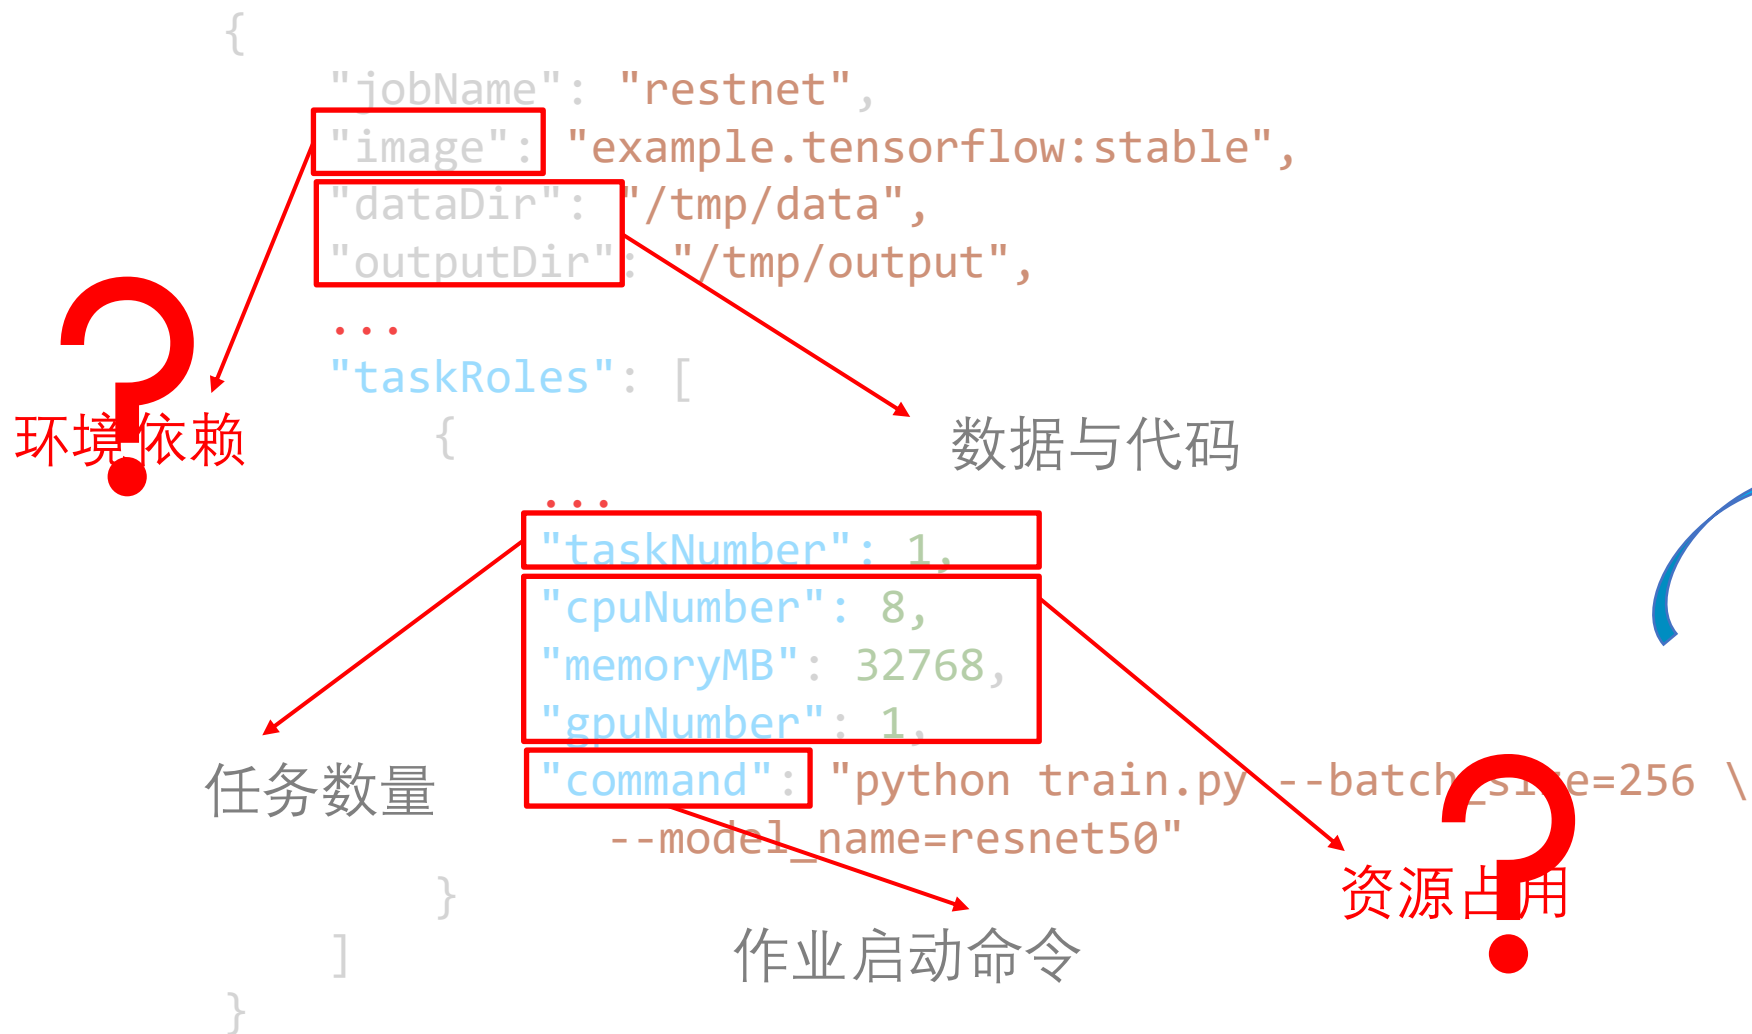 {
"jobName": "restnet",
"image": "example.tensorflow:stable",
"dataDir": "/tmp/data",
"outputDir": "/tmp/output",
...
"taskRoles": [
{
...
"taskNumber": 1,
"cpuNumber": 8,
"memoryMB": 32768,
"gpuNumber": 1,
"command": "python train.py --batch_size=256 \
--model_name=resnet50"
}
]
}
?
环境依赖
数据与代码
任务数量
作业启动命令
?
资源占用